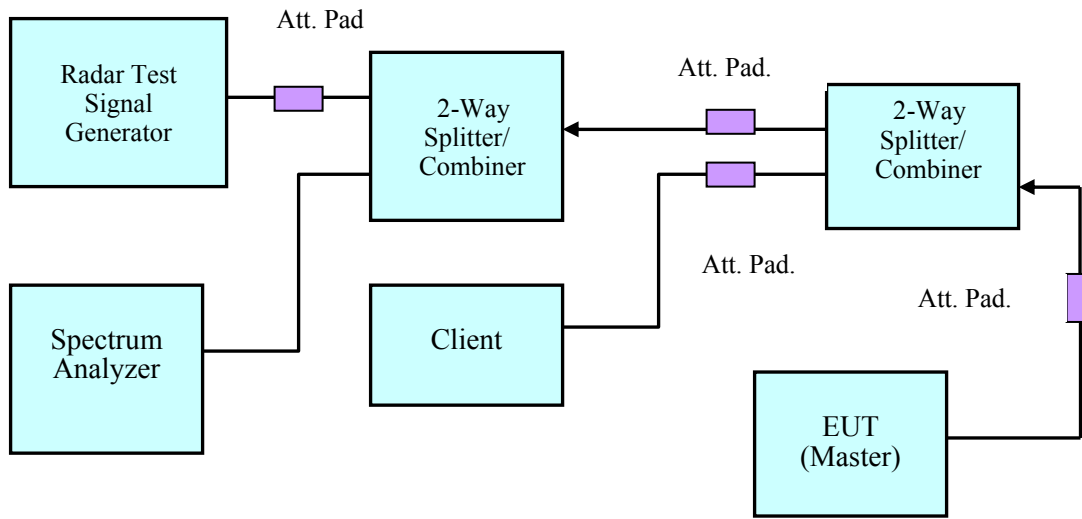 Att. Pad
Radar Test
Signal
Generator
2-Way
Splitter/
Combiner
Att. Pad.
2-Way
Splitter/
Combiner
Att. Pad.
Att. Pad.
Spectrum
Analyzer
Client
EUT
(Master)